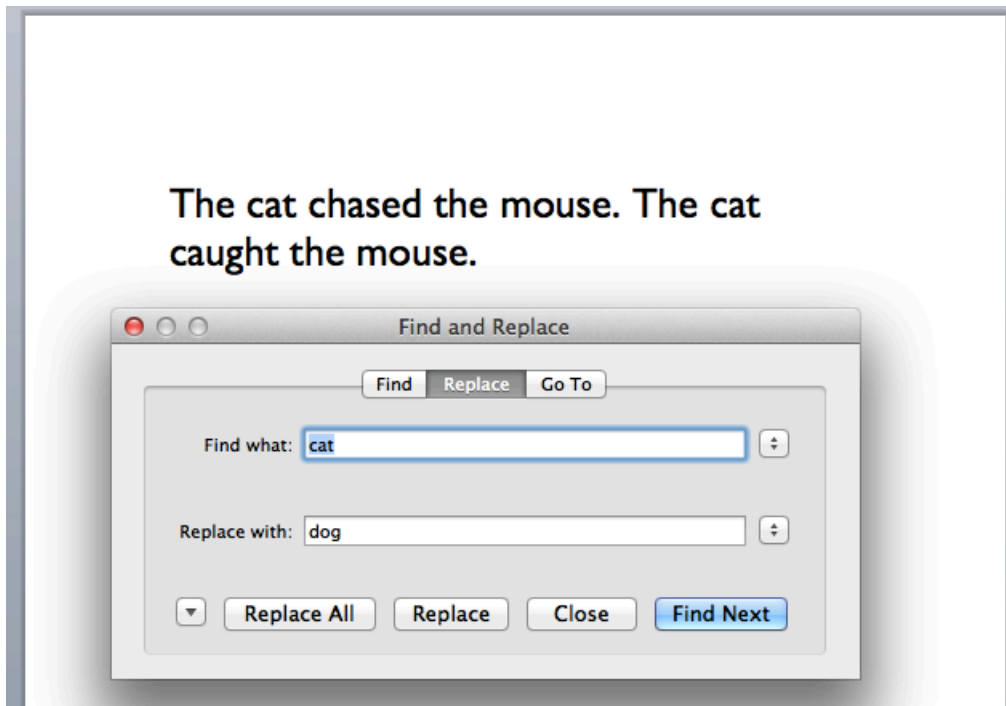 The cat chased the mouse. The cat
caught the mouse.
Find and Replace
Find Replace Go To
Find what: cat
Replace with: dog
Replace All Replace Close Find Next